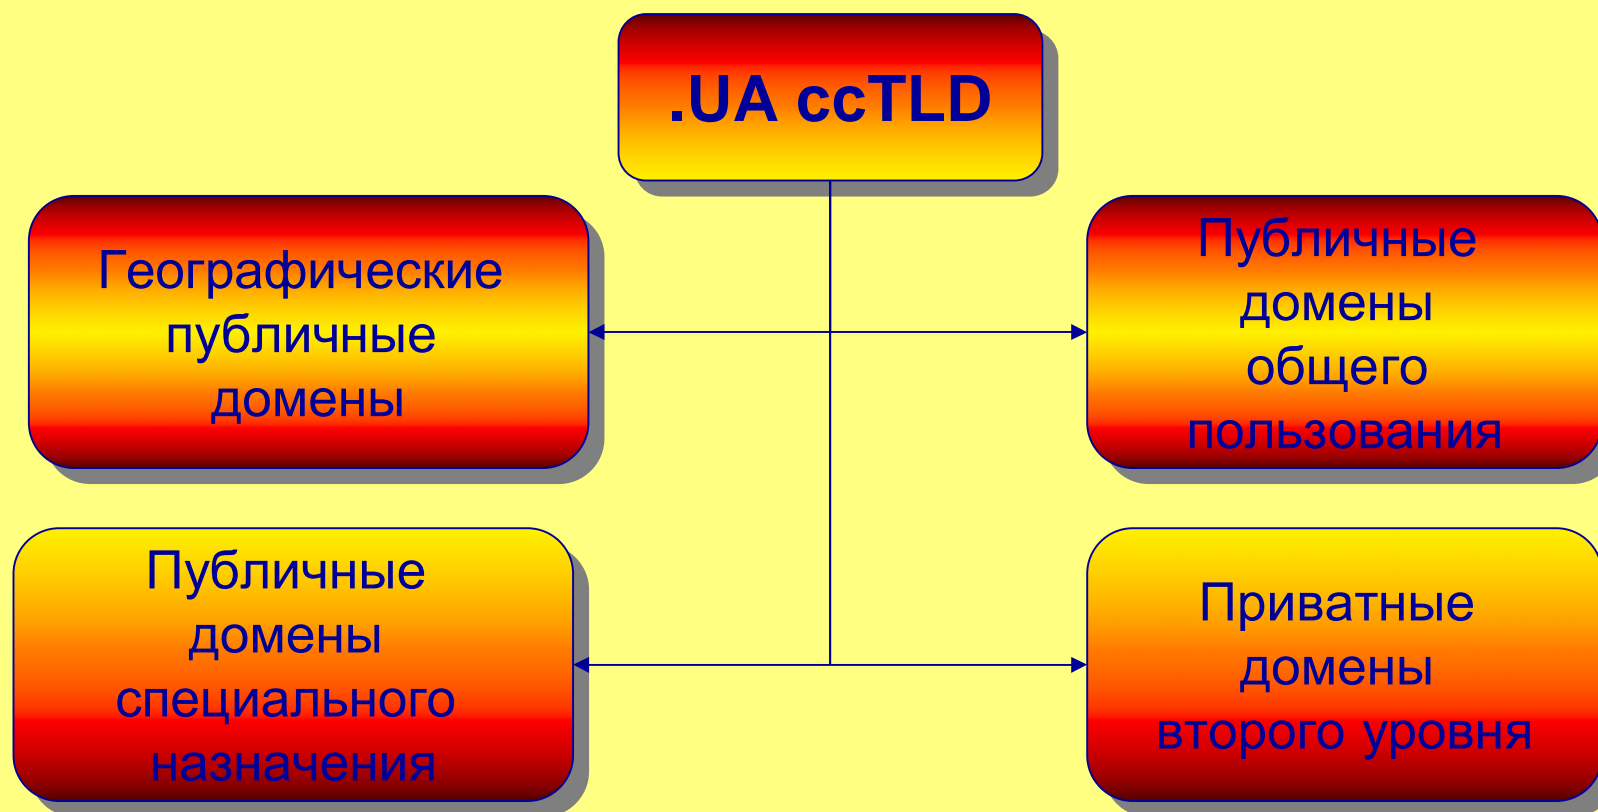 .UA ccTLD
Географические
публичные
домены
Публичные
домены
общего
пользования
Публичные
домены
специального
назначения
Приватные
домены
второго уровня